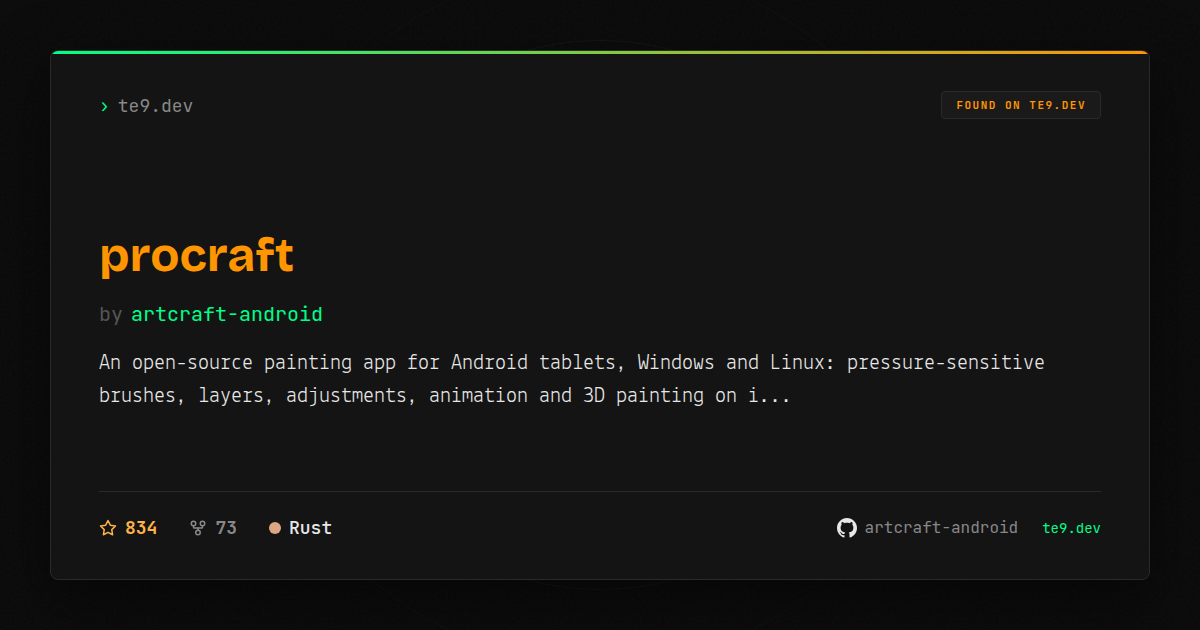 › te9.dev
FOUND ON TE9.DEV
procraft
by artcraft-android
An open-source painting app for Android tablets, Windows and Linux: pressure-sensitive
brushes, layers, adjustments, animation and 3D painting on i...
834 73 Rust
artcraft-android te9.dev